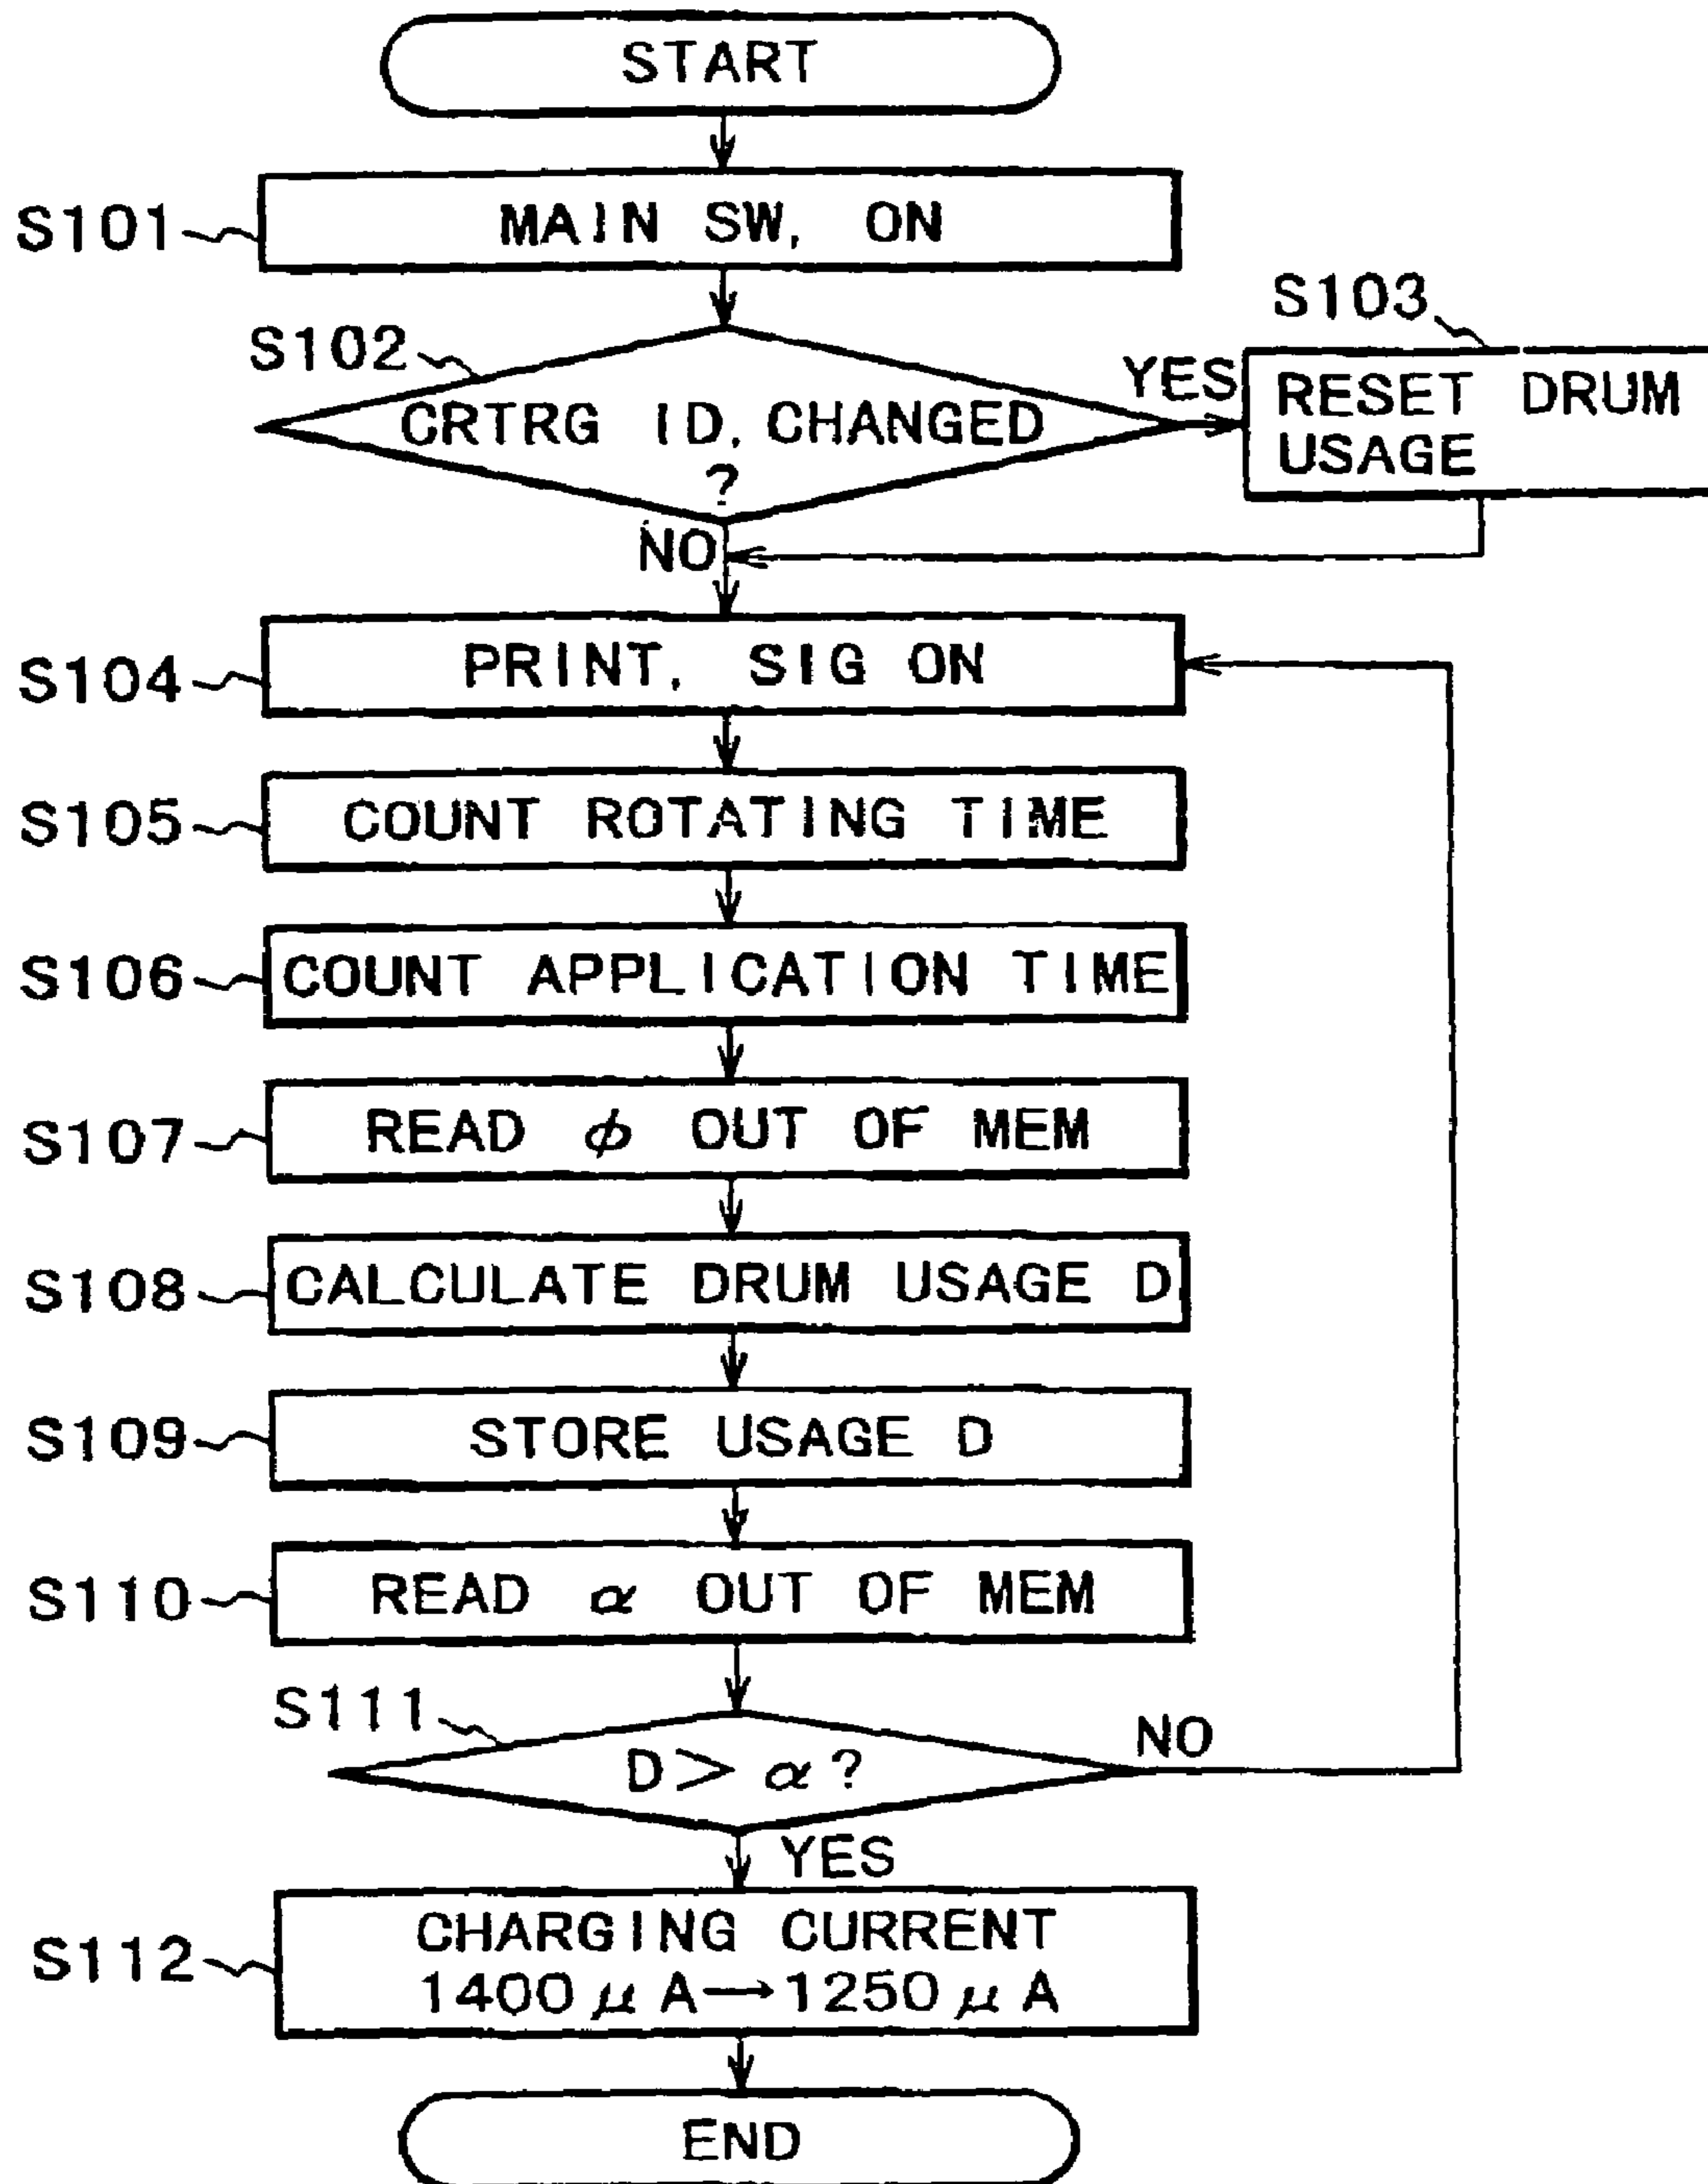 START
S101
MAIN SW, ON
S102
CRTRG ID, CHANGED
?
YES
S103
RESET DRUM
USAGE
NO
S104
PRINT, SIG ON
S105
COUNT ROTATING TIME
S106
COUNT APPLICATION TIME
S107
READ ϕ OUT OF MEM
S108
CALCULATE DRUM USAGE D
S109
STORE USAGE D
S110
READ α OUT OF MEM
S111
D > α ?
NO
YES
S112
CHARGING CURRENT
1400 μA→1250 μA
END